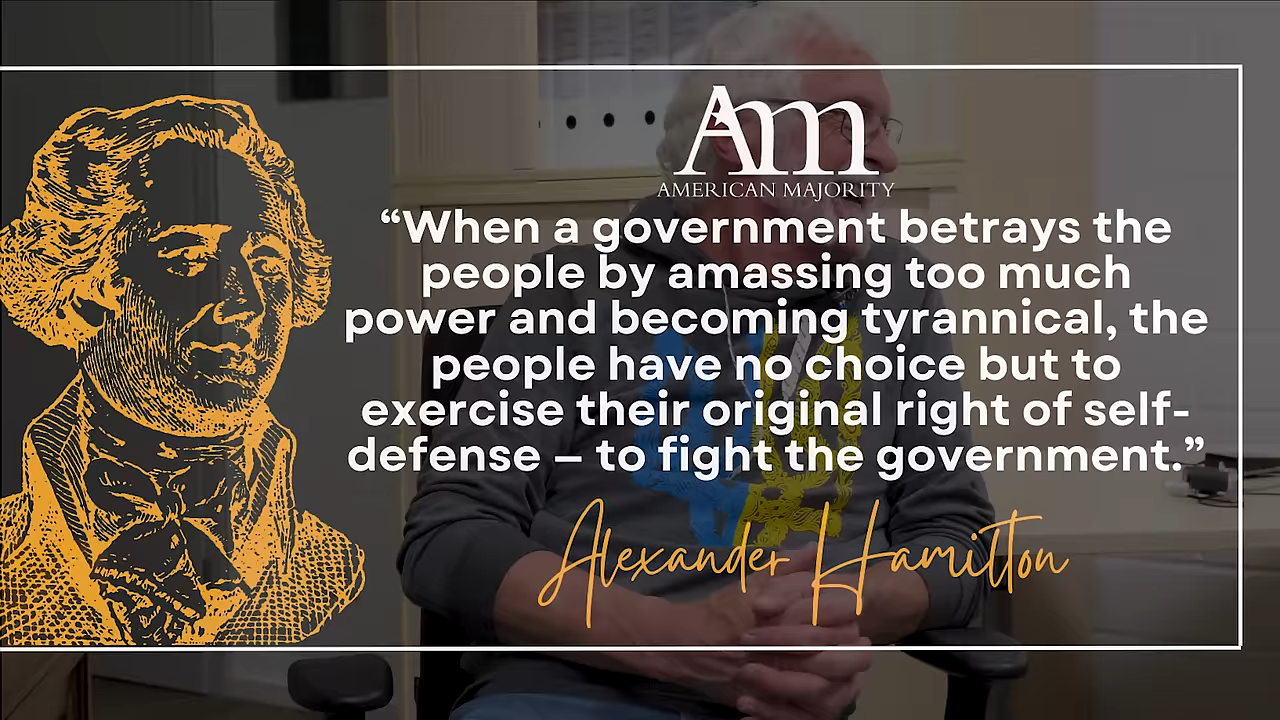 Am
AMERICAN MAJORITY
“When a government betrays the
people by amassing too much
power and becoming tyrannical, the
people have no choice but to
exercise their original right of self-
defense – to fight the government.”
Alexander Hamilton